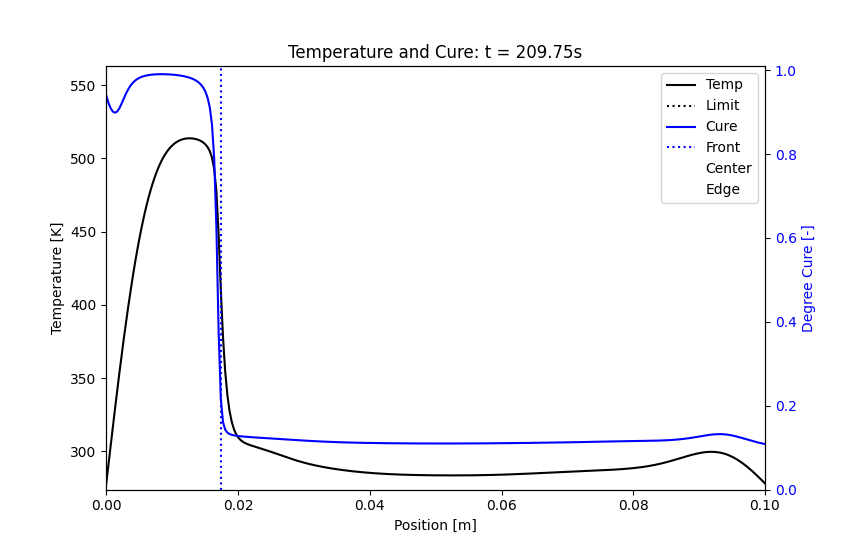 Temperature and Cure: t = 209.75s
Temp
Limit
Cure
Front
Center
Edge
550
500
450
400
350
300
Temperature [K]
1.0
0.8
0.6
0.4
0.2
0.0
Degree Cure [-]
0.00 0.02 0.04 0.06 0.08 0.10
Position [m]